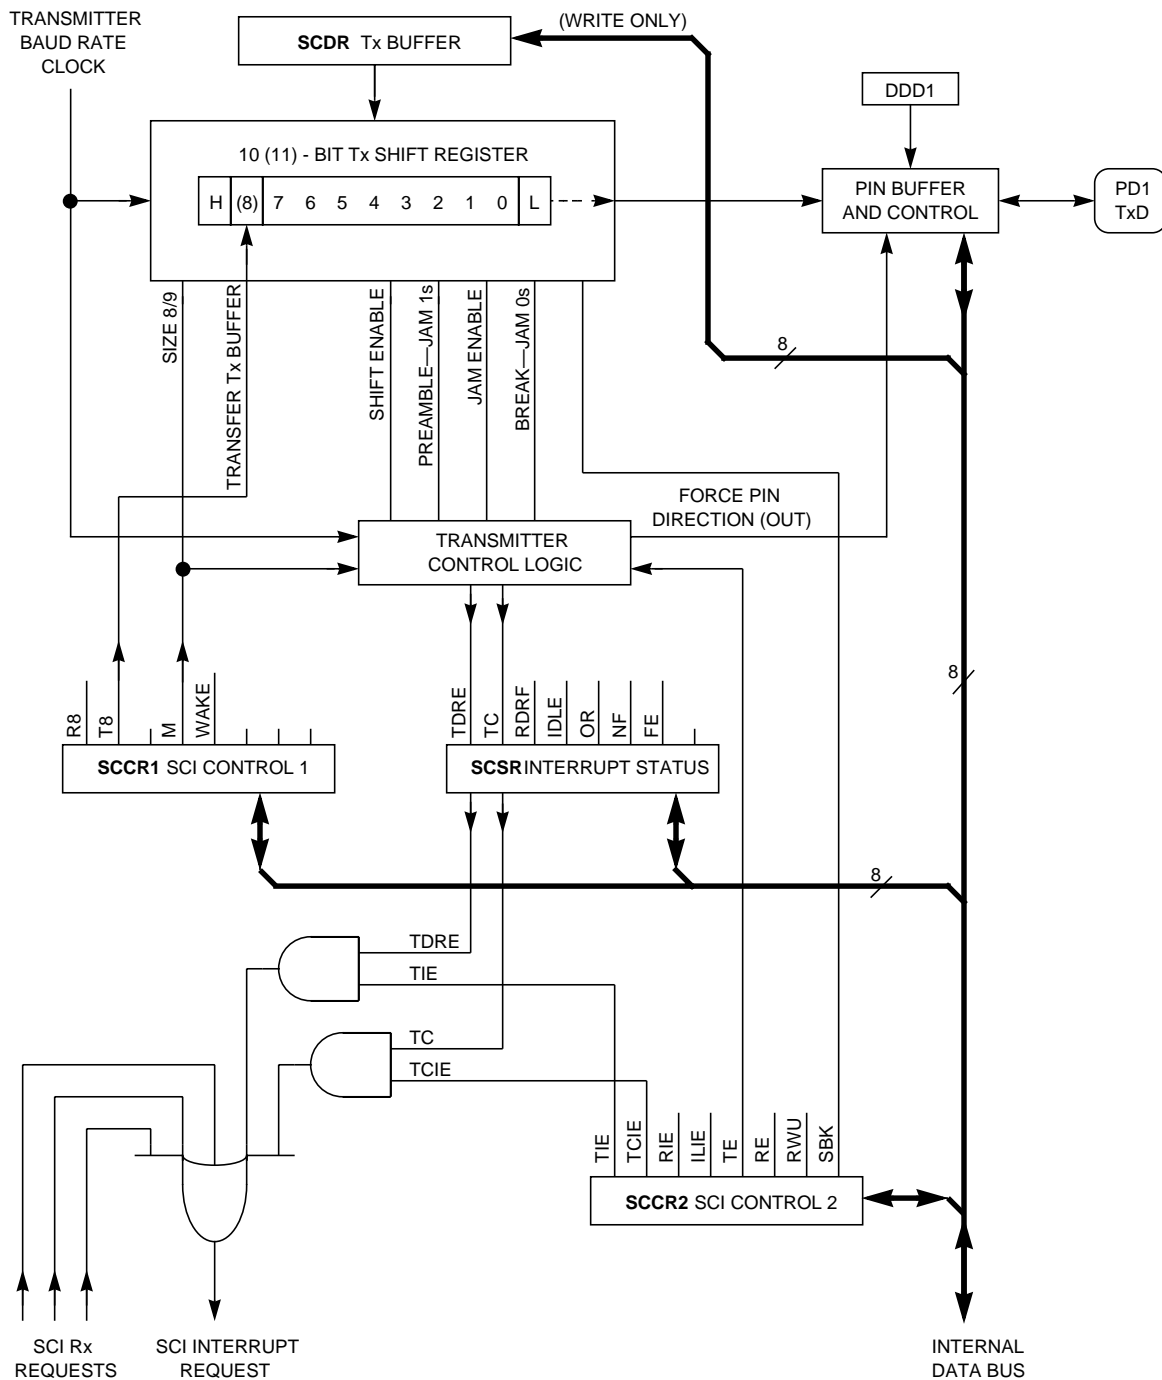 TRANSMITTER
BAUD RATE
CLOCK
SCDR Tx BUFFER
(WRITE ONLY)
DDD1
10 (11) - BIT Tx SHIFT REGISTER
H (8) 7 6 5 4 3 2 1 0 L
PIN BUFFER
AND CONTROL
PD1
TxD
SIZE 8/9
TRANSFER Tx BUFFER
SHIFT ENABLE
PREAMBLE—JAM 1s
JAM ENABLE
BREAK—JAM 0s
8
FORCE PIN
DIRECTION (OUT)
TRANSMITTER
CONTROL LOGIC
8
R8
T8
M
WAKE
TDRE
TC
RDRF
IDLE
OR
NF
FE
SCCR1 SCI CONTROL 1
SCSR INTERRUPT STATUS
8
TDRE
TIE
TC
TCIE
TIE
TCIE
RIE
ILIE
TE
RE
RWU
SBK
SCCR2 SCI CONTROL 2
SCI Rx
REQUESTS
SCI INTERRUPT
REQUEST
INTERNAL
DATA BUS